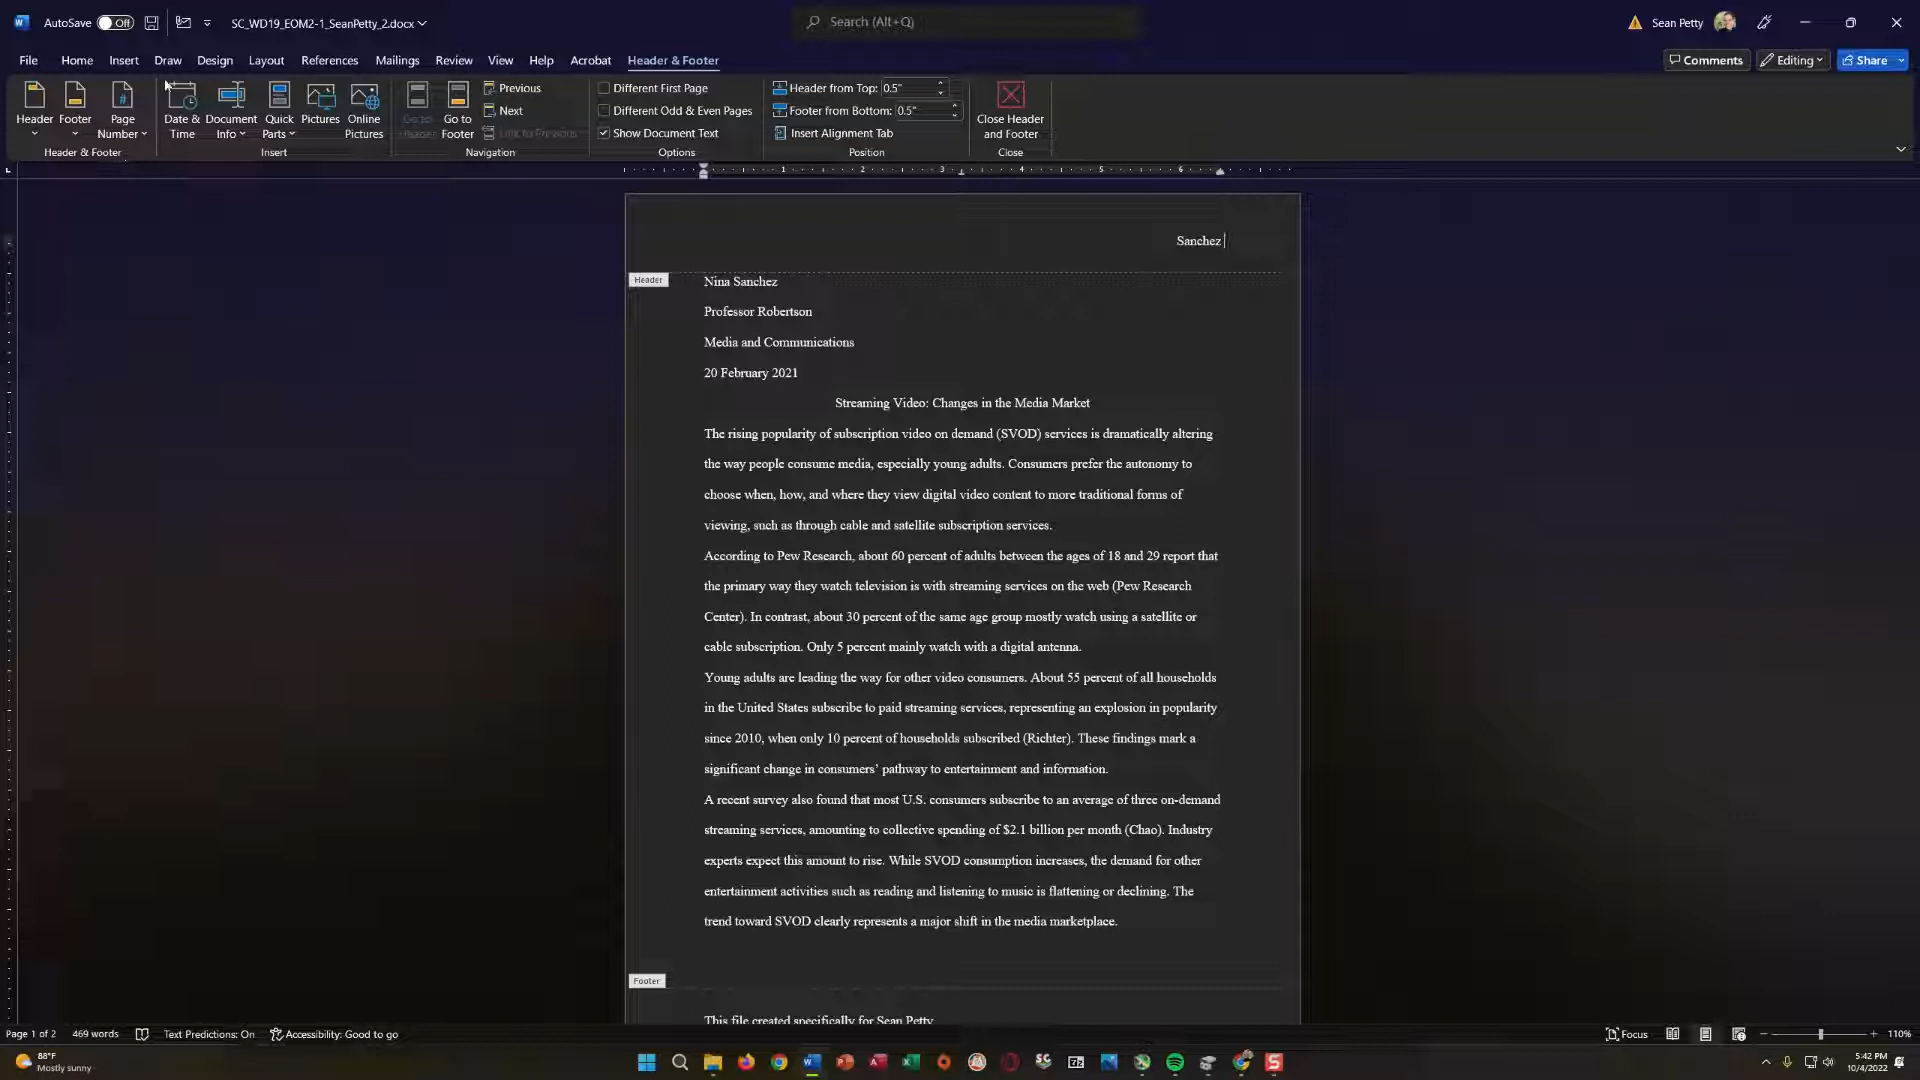 AutoSave Off SC_WD19_EOM2-1_SeanPetty_2.docx Search (Alt+Q) Sean Petty
File Home Insert Draw Design Layout References Mailings Review View Help Acrobat Header & Footer Comments Editing Share
Header Footer Page Number
Header & Footer
Date & Time Document Info Quick Parts Pictures Online Pictures
Insert
Go to Header Go to Footer Previous Next Link to Previous
Navigation
Different First Page
Different Odd & Even Pages
Show Document Text
Options
Header from Top: 0.5"
Footer from Bottom: 0.5"
Insert Alignment Tab
Position
Close Header and Footer
Close
1 2 3 4 5 6
Sanchez
Header
Nina Sanchez
Professor Robertson
Media and Communications
20 February 2021
Streaming Video: Changes in the Media Market
The rising popularity of subscription video on demand (SVOD) services is dramatically altering
the way people consume media, especially young adults. Consumers prefer the autonomy to
choose when, how, and where they view digital video content to more traditional forms of
viewing, such as through cable and satellite subscription services.
According to Pew Research, about 60 percent of adults between the ages of 18 and 29 report that
the primary way they watch television is with streaming services on the web (Pew Research
Center). In contrast, about 30 percent of the same age group mostly watch using a satellite or
cable subscription. Only 5 percent mainly watch with a digital antenna.
Young adults are leading the way for other video consumers. About 55 percent of all households
in the United States subscribe to paid streaming services, representing an explosion in popularity
since 2010, when only 10 percent of households subscribed (Richter). These findings mark a
significant change in consumers’ pathway to entertainment and information.
A recent survey also found that most U.S. consumers subscribe to an average of three on-demand
streaming services, amounting to collective spending of $2.1 billion per month (Chao). Industry
experts expect this amount to rise. While SVOD consumption increases, the demand for other
entertainment activities such as reading and listening to music is flattening or declining. The
trend toward SVOD clearly represents a major shift in the media marketplace.
Footer
This file created specifically for Sean Petty
Page 1 of 2 469 words Text Predictions: On Accessibility: Good to go Focus 110%
88°F
Mostly sunny
5:42 PM
10/4/2022